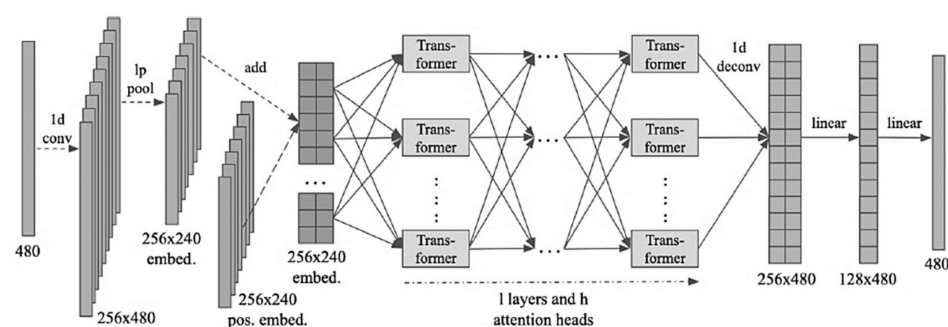 480
1d
conv
256x480
lp
pool
256x240
embed.
add
256x240
pos. embed.
...
256x240
embed.
Trans-
former
Trans-
former
Trans-
former
...
...
Trans-
former
Trans-
former
Trans-
former
l layers and h
attention heads
1d
deconv
256x480
linear
128x480
linear
480